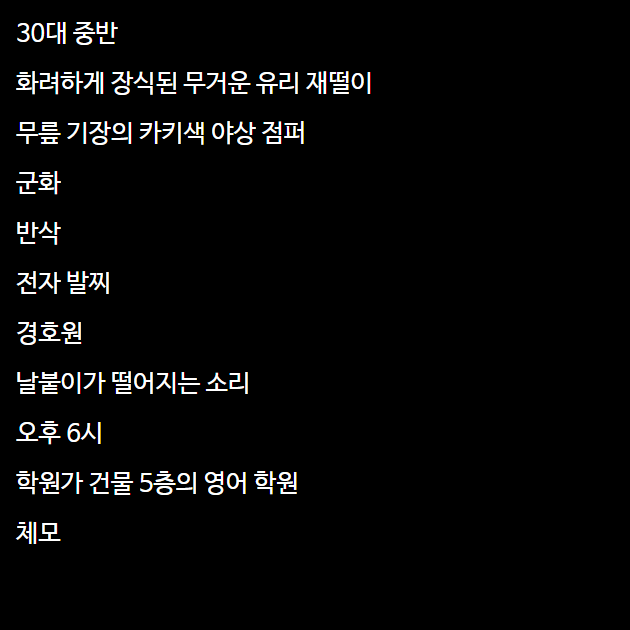 30대 중반
화려하게 장식된 무거운 유리 재떨이
무릎 기장의 카키색 야상 점퍼
군화
반삭
전자 발찌
경호원
날붙이가 떨어지는 소리
오후 6시
학원가 건물 5층의 영어 학원
체모